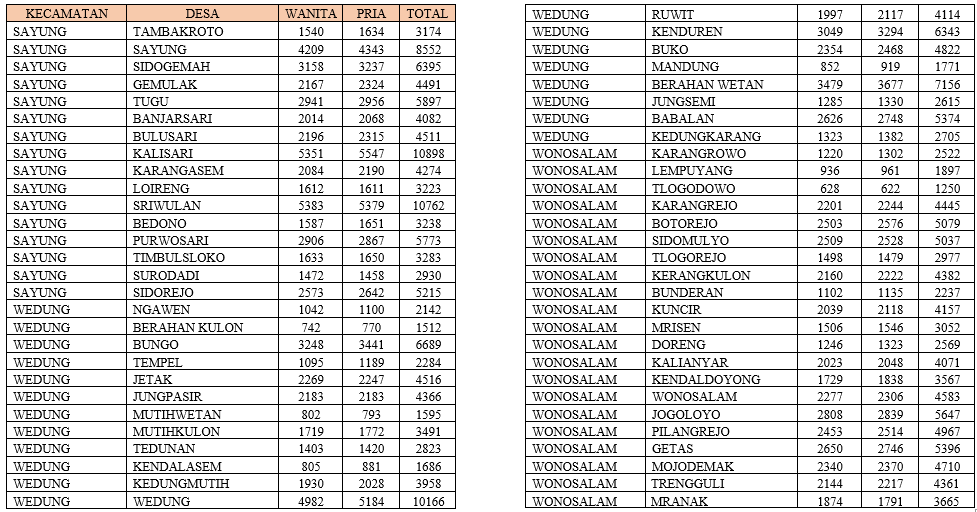 KECAMATAN DESA WANITA PRIA TOTAL
SAYUNG TAMBAKROTO 1540 1634 3174
SAYUNG SAYUNG 4209 4343 8552
SAYUNG SIDOGEMAH 3158 3237 6395
SAYUNG GEMULAK 2167 2324 4491
SAYUNG TUGU 2941 2956 5897
SAYUNG BANJARSARI 2014 2068 4082
SAYUNG BULUSARI 2196 2315 4511
SAYUNG KALISARI 5351 5547 10898
SAYUNG KARANGASEM 2084 2190 4274
SAYUNG LOIRENG 1612 1611 3223
SAYUNG SRIWULAN 5383 5379 10762
SAYUNG BEDONO 1587 1651 3238
SAYUNG PURWOSARI 2906 2867 5773
SAYUNG TIMBULSLOKO 1633 1650 3283
SAYUNG SURODADI 1472 1458 2930
SAYUNG SIDOREJO 2573 2642 5215
WEDUNG NGAWEN 1042 1100 2142
WEDUNG BERAHAN KULON 742 770 1512
WEDUNG BUNGO 3248 3441 6689
WEDUNG TEMPEL 1095 1189 2284
WEDUNG JETAK 2269 2247 4516
WEDUNG JUNGPASIR 2183 2183 4366
WEDUNG MUTIHWETAN 802 793 1595
WEDUNG MUTIHKULON 1719 1772 3491
WEDUNG TEDUNAN 1403 1420 2823
WEDUNG KENDALASEM 805 881 1686
WEDUNG KEDUNGMUTIH 1930 2028 3958
WEDUNG WEDUNG 4982 5184 10166
WEDUNG RUWIT 1997 2117 4114
WEDUNG KENDUREN 3049 3294 6343
WEDUNG BUKO 2354 2468 4822
WEDUNG MANDUNG 852 919 1771
WEDUNG BERAHAN WETAN 3479 3677 7156
WEDUNG JUNGSEMI 1285 1330 2615
WEDUNG BABALAN 2626 2748 5374
WEDUNG KEDUNGKARANG 1323 1382 2705
WONOSALAM KARANGROWO 1220 1302 2522
WONOSALAM LEMPUYANG 936 961 1897
WONOSALAM TLOGODOWO 628 622 1250
WONOSALAM KARANGREJO 2201 2244 4445
WONOSALAM BOTOREJO 2503 2576 5079
WONOSALAM SIDOMULYO 2509 2528 5037
WONOSALAM TLOGOREJO 1498 1479 2977
WONOSALAM KERANGKULON 2160 2222 4382
WONOSALAM BUNDERAN 1102 1135 2237
WONOSALAM KUNCIR 2039 2118 4157
WONOSALAM MRISEN 1506 1546 3052
WONOSALAM DORENG 1246 1323 2569
WONOSALAM KALIANYAR 2023 2048 4071
WONOSALAM KENDALDOYONG 1729 1838 3567
WONOSALAM WONOSALAM 2277 2306 4583
WONOSALAM JOGOLOYO 2808 2839 5647
WONOSALAM PILANGREJO 2453 2514 4967
WONOSALAM GETAS 2650 2746 5396
WONOSALAM MOJODEMAK 2340 2370 4710
WONOSALAM TRENGGULI 2144 2217 4361
WONOSALAM MRANAK 1874 1791 3665